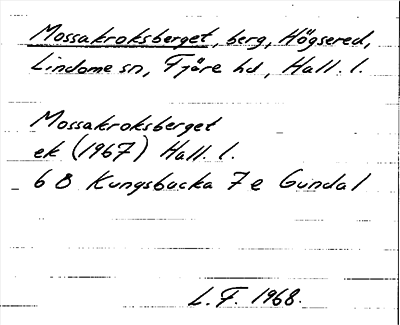 Mossakroksberget, berg, Högsered,
Lindome sn, Fjäre hd, Hall. l.
Mossakroksberget
ek (1967) Hall. l.
6 B Kungsbacka 7 e Gundal
L. F. 1968.